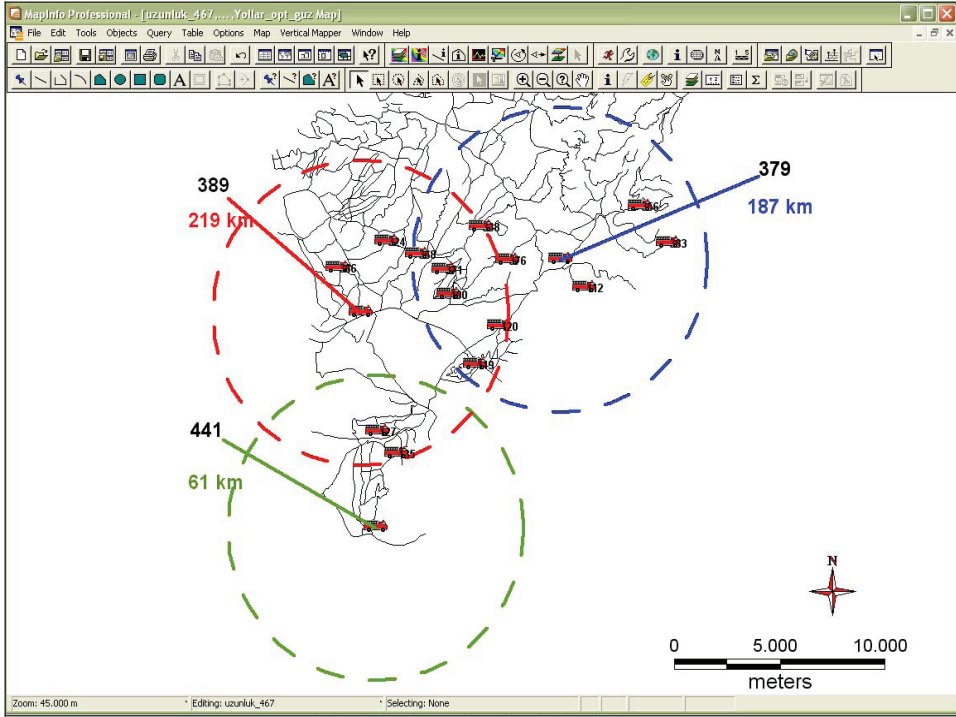 MapInfo Professional - [uzunluk_467,...,Yollar_opt_guz Map]
File Edit Tools Objects Query Table Options Map Vertical Mapper Window Help
379
187 km
389
219 km
441
61 km
N
0 5.000 10.000
meters
Zoom: 45.000 m Editing: uzunluk_467 Selecting: None